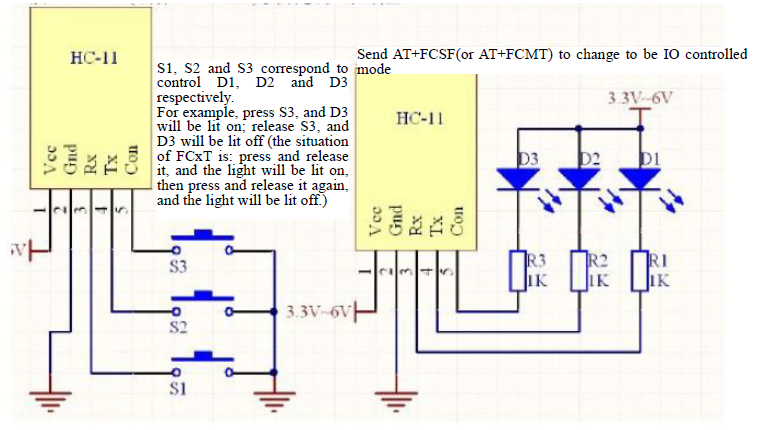 HC-11
Vcc
Gnd
Rx
Tx
Con
1
2
3
4
5
V
S3
S2
S1
S1, S2 and S3 correspond to
control D1, D2 and D3
respectively.
For example, press S3, and D3
will be lit on; release S3, and
D3 will be lit off (the situation
of FCxT is: press and release
it, and the light will be lit on,
then press and release it again,
and the light will be lit off.)
Send AT+FCSF(or AT+FCMT) to change to be IO controlled
mode
HC-11
Vcc
Gnd
Rx
Tx
Con
1
2
3
4
5
3.3V~6V
3.3V~6V
D3
D2
D1
R3
1K
R2
1K
R1
1K